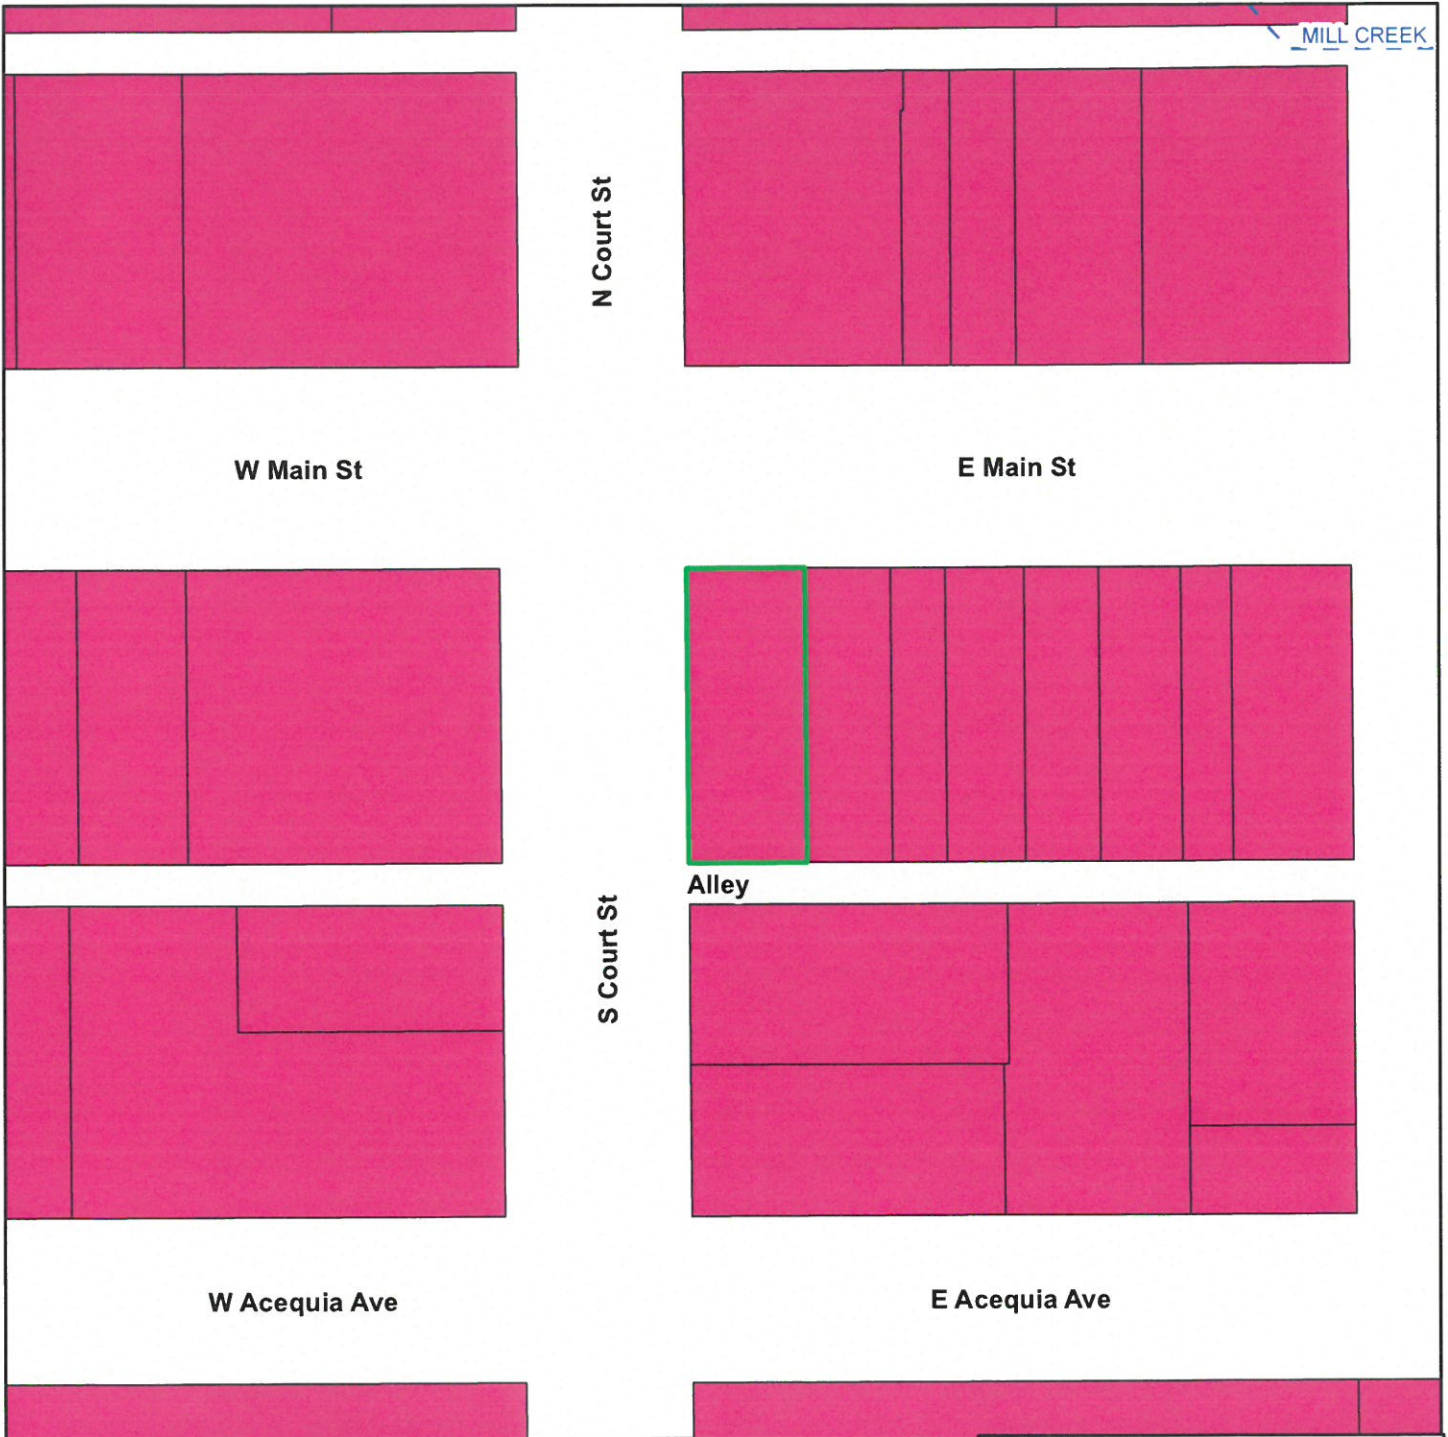 MILL CREEK
N Court St
W Main St
E Main St
Alley
S Court St
W Acequia Ave
E Acequia Ave